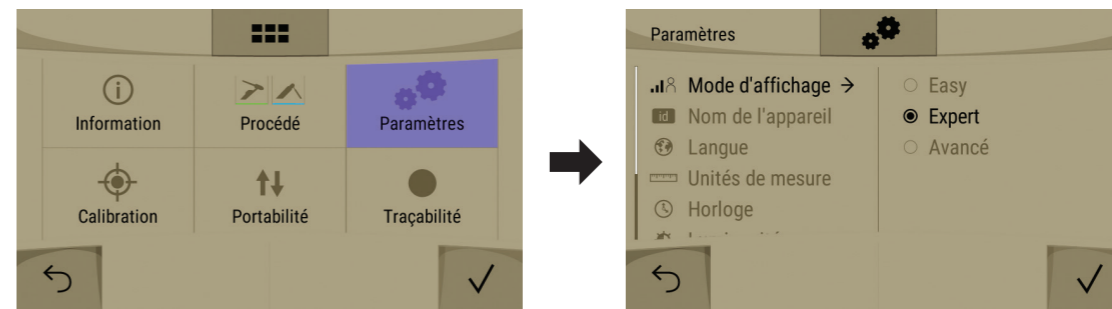 Information
Procédé
Paramètres
Calibration
Portabilité
Traçabilité
Paramètres
Mode d'affichage →
id Nom de l'appareil
Langue
Unités de mesure
Horloge
Easy
Expert
Avancé